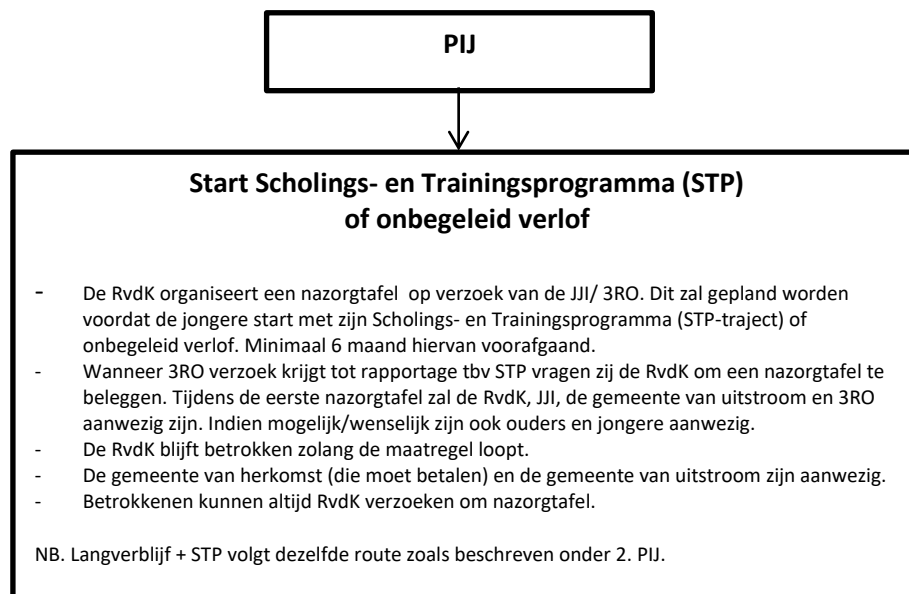 PIJ
Start Scholings- en Trainingsprogramma (STP)
of onbegeleid verlof
- De RvdK organiseert een nazorgtafel op verzoek van de JJI/ 3RO. Dit zal gepland worden
voordat de jongere start met zijn Scholings- en Trainingsprogramma (STP-traject) of
onbegeleid verlof. Minimaal 6 maand hiervan voorafgaand.
- Wanneer 3RO verzoek krijgt tot rapportage tbv STP vragen zij de RvdK om een nazorgtafel te
beleggen. Tijdens de eerste nazorgtafel zal de RvdK, JJI, de gemeente van uitstroom en 3RO
aanwezig zijn. Indien mogelijk/wenselijk zijn ook ouders en jongere aanwezig.
- De RvdK blijft betrokken zolang de maatregel loopt.
- De gemeente van herkomst (die moet betalen) en de gemeente van uitstroom zijn aanwezig.
- Betrokkenen kunnen altijd RvdK verzoeken om nazorgtafel.
NB. Langverblijf + STP volgt dezelfde route zoals beschreven onder 2. PIJ.